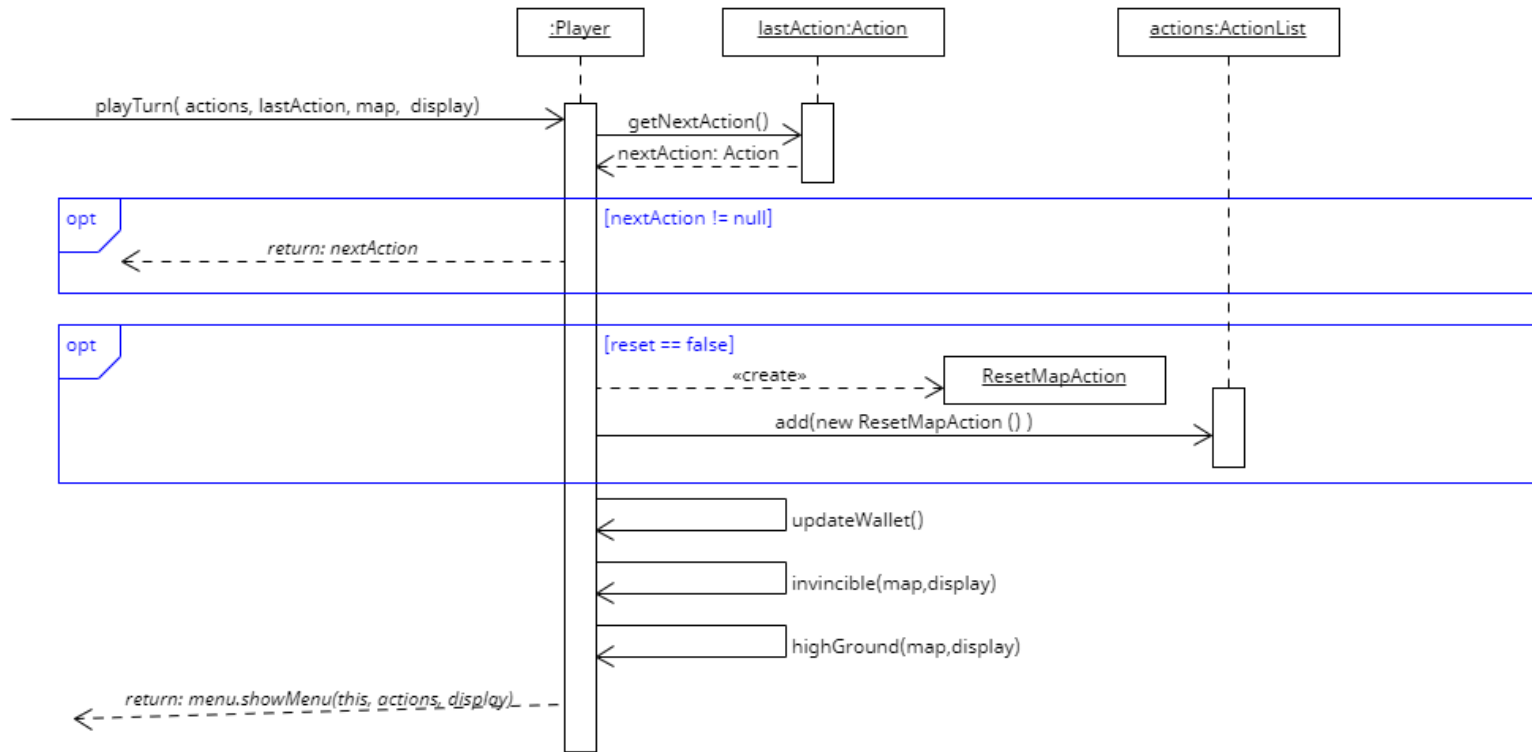 :Player
lastAction:Action
actions:ActionList
playTurn( actions, lastAction, map,  display)
getNextAction()
nextAction: Action
opt
[nextAction != null]
return: nextAction
opt
[reset == false]
«create»
ResetMapAction
add(new ResetMapAction () )
updateWallet()
invincible(map,display)
highGround(map,display)
return: menu.showMenu(this, actions, display)